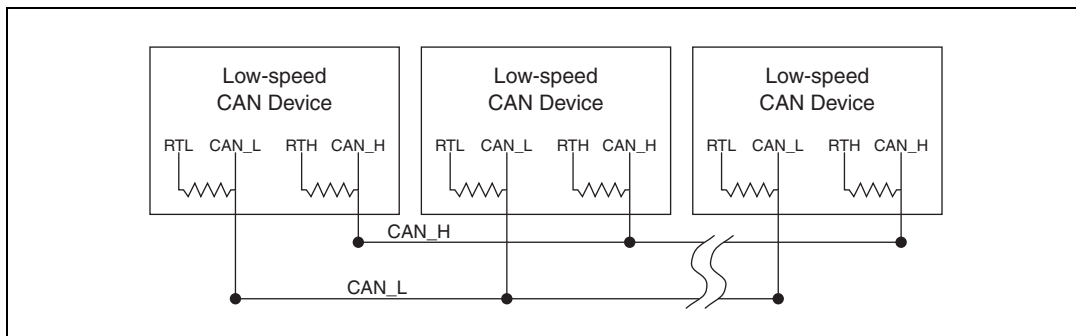 Low-speed
CAN Device
RTL CAN_L RTH CAN_H
Low-speed
CAN Device
RTL CAN_L RTH CAN_H
Low-speed
CAN Device
RTL CAN_L RTH CAN_H
CAN_H
CAN_L